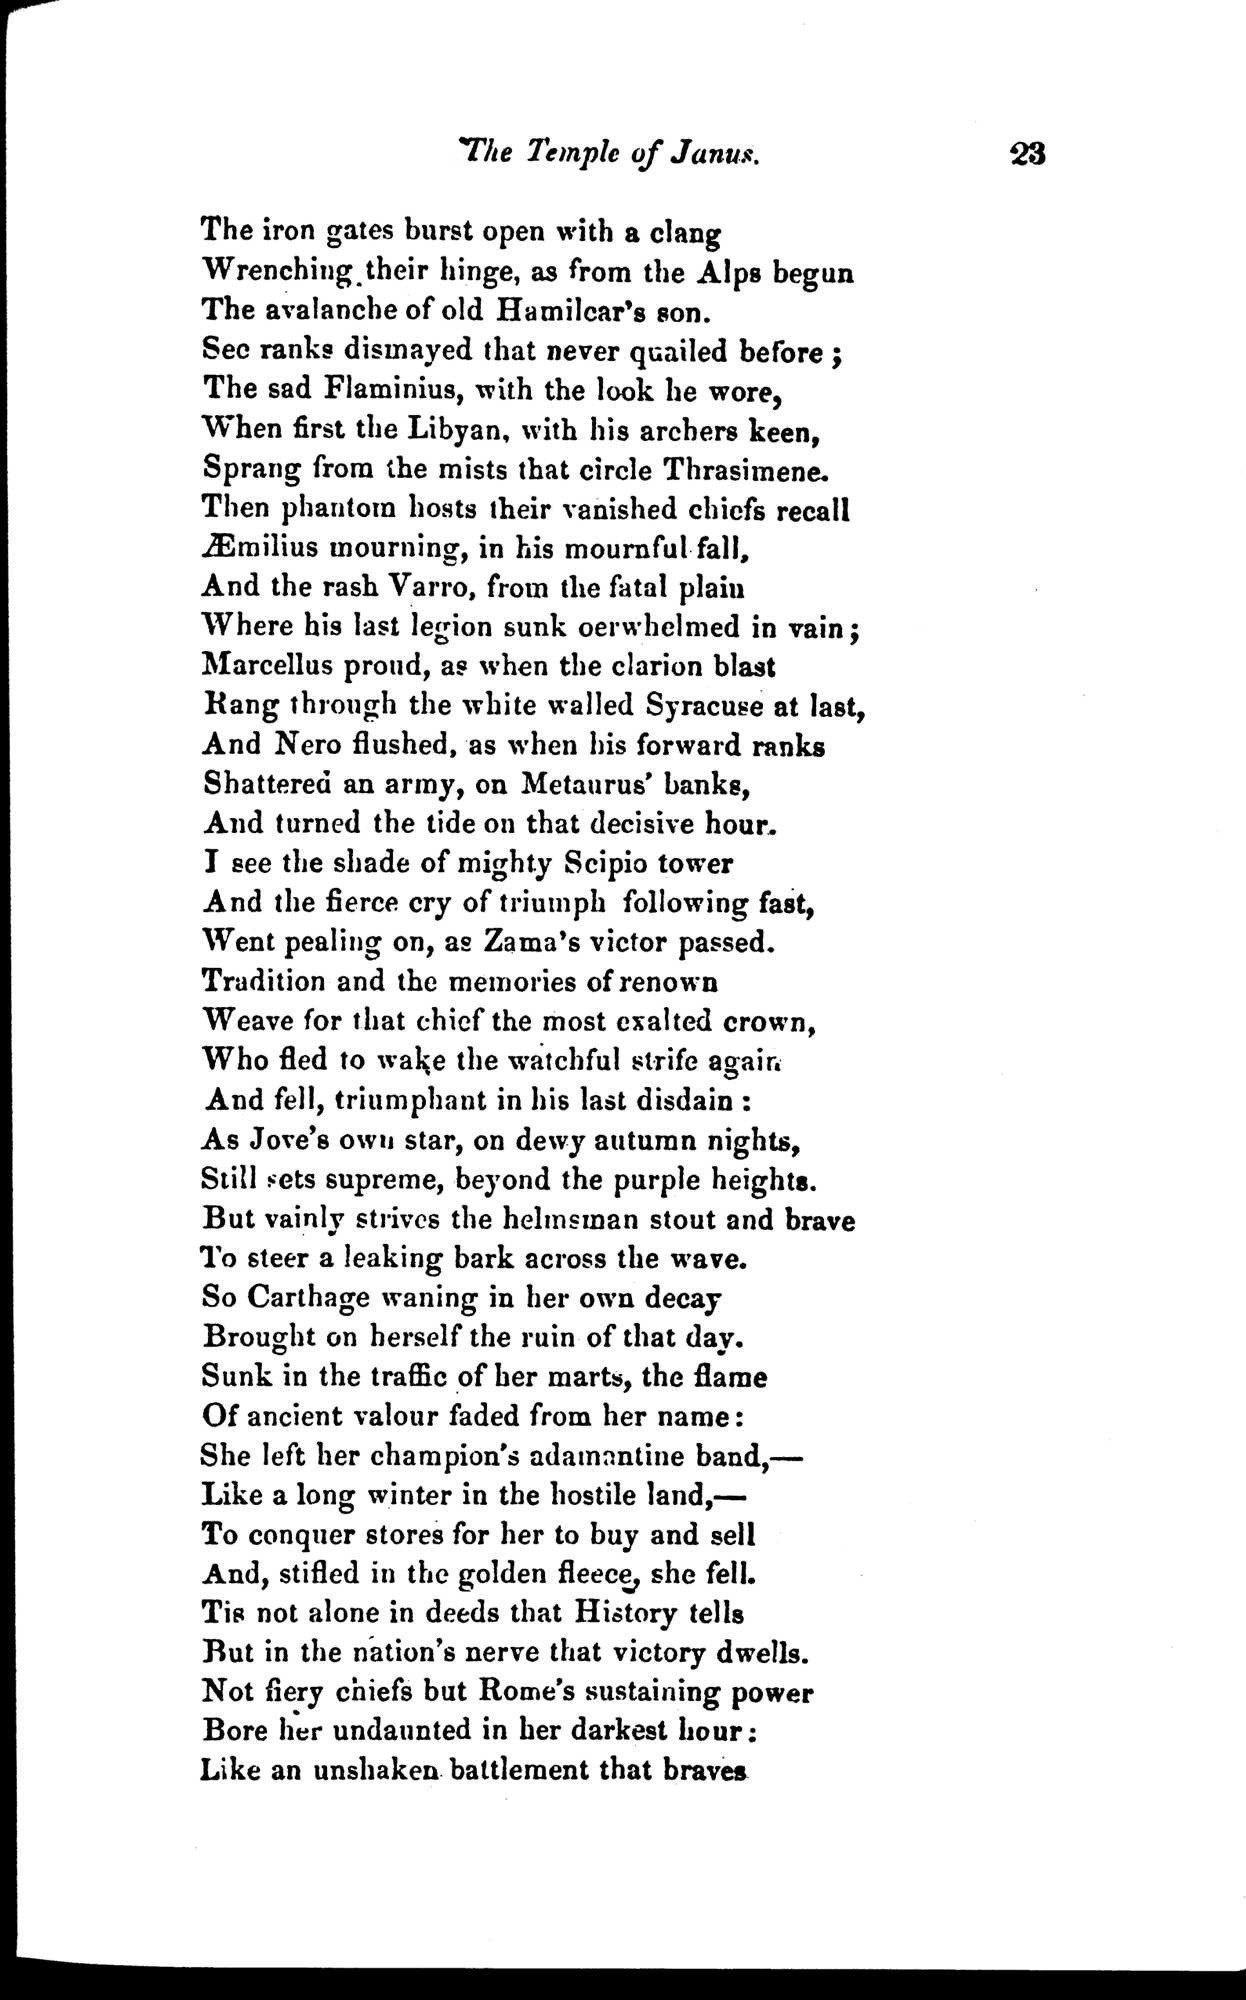 The Temple of Janus. 23
The iron gates burst open with a clang
Wrenching their hinge, as from the Alps begun
The avalanche of old Hamilcar's son.
See ranks dismayed that never quailed before ;
The sad Flaminius, with the look he wore,
When first the Libyan, with his archers keen,
Sprang from the mists that circle Thrasimene.
Then phantom hosts their vanished chiefs recall
Æmilius mourning, in his mournful fall,
And the rash Varro, from the fatal plain
Where his last legion sunk oerwhelmed in vain ;
Marcellus proud, as when the clarion blast
Rang through the white walled Syracuse at last,
And Nero flushed, as when his forward ranks
Shattered an army, on Metaurus' banks,
And turned the tide on that decisive hour.
I see the shade of mighty Scipio tower
And the fierce cry of triumph following fast,
Went pealing on, as Zama's victor passed.
Tradition and the memories of renown
Weave for that chief the most exalted crown,
Who fled to wake the watchful strife again
And fell, triumphant in his last disdain :
As Jove's own star, on dewy autumn nights,
Still sets supreme, beyond the purple heights.
But vainly strives the helmsman stout and brave
To steer a leaking bark across the wave.
So Carthage waning in her own decay
Brought on herself the ruin of that day.
Sunk in the traffic of her marts, the flame
Of ancient valour faded from her name :
She left her champion's adamantine band,—
Like a long winter in the hostile land,—
To conquer stores for her to buy and sell
And, stifled in the golden fleece, she fell.
Tis not alone in deeds that History tells
But in the nation's nerve that victory dwells.
Not fiery chiefs but Rome's sustaining power
Bore her undaunted in her darkest hour :
Like an unshaken battlement that braves